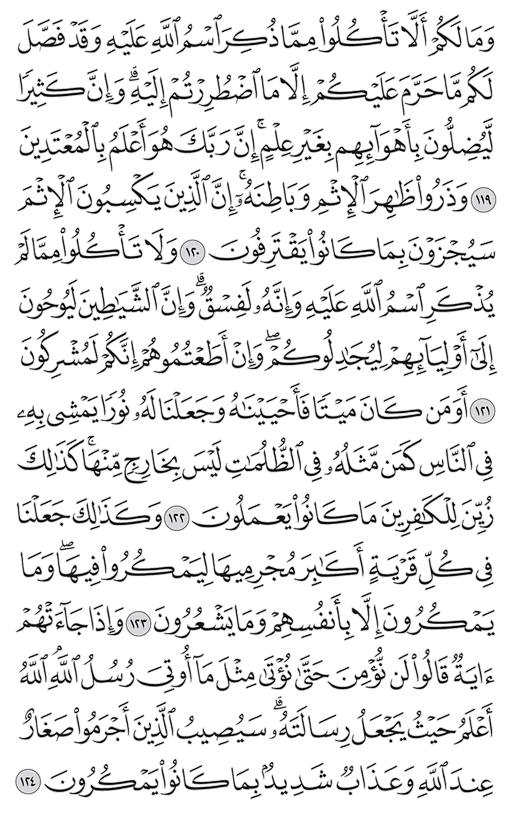 وَمَا لَكُمْ أَلَّا تَأْكُلُوا۟ مِمَّا ذُكِرَ ٱسْمُ ٱللَّهِ عَلَيْهِ وَقَدْ فَصَّلَ
لَكُم مَّا حَرَّمَ عَلَيْكُمْ إِلَّا مَا ٱضْطُرِرْتُمْ إِلَيْهِ ۗ وَإِنَّ كَثِيرًا
لَّيُضِلُّونَ بِأَهْوَآئِهِم بِغَيْرِ عِلْمٍ ۚ إِنَّ رَبَّكَ هُوَ أَعْلَمُ بِٱلْمُعْتَدِينَ
١١٩ وَذَرُوا۟ ظَـٰهِرَ ٱلْإِثْمِ وَبَاطِنَهُۥٓ ۚ إِنَّ ٱلَّذِينَ يَكْسِبُونَ ٱلْإِثْمَ
سَيُجْزَوْنَ بِمَا كَانُوا۟ يَقْتَرِفُونَ ١٢٠ وَلَا تَأْكُلُوا۟ مِمَّا لَمْ
يُذْكَرِ ٱسْمُ ٱللَّهِ عَلَيْهِ وَإِنَّهُۥ لَفِسْقٌ ۗ وَإِنَّ ٱلشَّيَـٰطِينَ لَيُوحُونَ
إِلَىٰٓ أَوْلِيَآئِهِمْ لِيُجَـٰدِلُوكُمْ ۖ وَإِنْ أَطَعْتُمُوهُمْ إِنَّكُمْ لَمُشْرِكُونَ
١٢١ أَوَمَن كَانَ مَيْتًا فَأَحْيَيْنَـٰهُ وَجَعَلْنَا لَهُۥ نُورًا يَمْشِى بِهِۦ
فِى ٱلنَّاسِ كَمَن مَّثَلُهُۥ فِى ٱلظُّلُمَـٰتِ لَيْسَ بِخَارِجٍ مِّنْهَا ۚ كَذَٰلِكَ
زُيِّنَ لِلْكَـٰفِرِينَ مَا كَانُوا۟ يَعْمَلُونَ ١٢٢ وَكَذَٰلِكَ جَعَلْنَا
فِى كُلِّ قَرْيَةٍ أَكَـٰبِرَ مُجْرِمِيهَا لِيَمْكُرُوا۟ فِيهَا ۖ وَمَا
يَمْكُرُونَ إِلَّا بِأَنفُسِهِمْ وَمَا يَشْعُرُونَ ١٢٣ وَإِذَا جَآءَتْهُمْ
ءَايَةٌ قَالُوا۟ لَن نُّؤْمِنَ حَتَّىٰ نُؤْتَىٰ مِثْلَ مَآ أُوتِىَ رُسُلُ ٱللَّهِ ۘ ٱللَّهُ
أَعْلَمُ حَيْثُ يَجْعَلُ رِسَالَتَهُۥ ۗ سَيُصِيبُ ٱلَّذِينَ أَجْرَمُوا۟ صَغَارٌ
عِندَ ٱللَّهِ وَعَذَابٌ شَدِيدٌۢ بِمَا كَانُوا۟ يَمْكُرُونَ ١٢٤